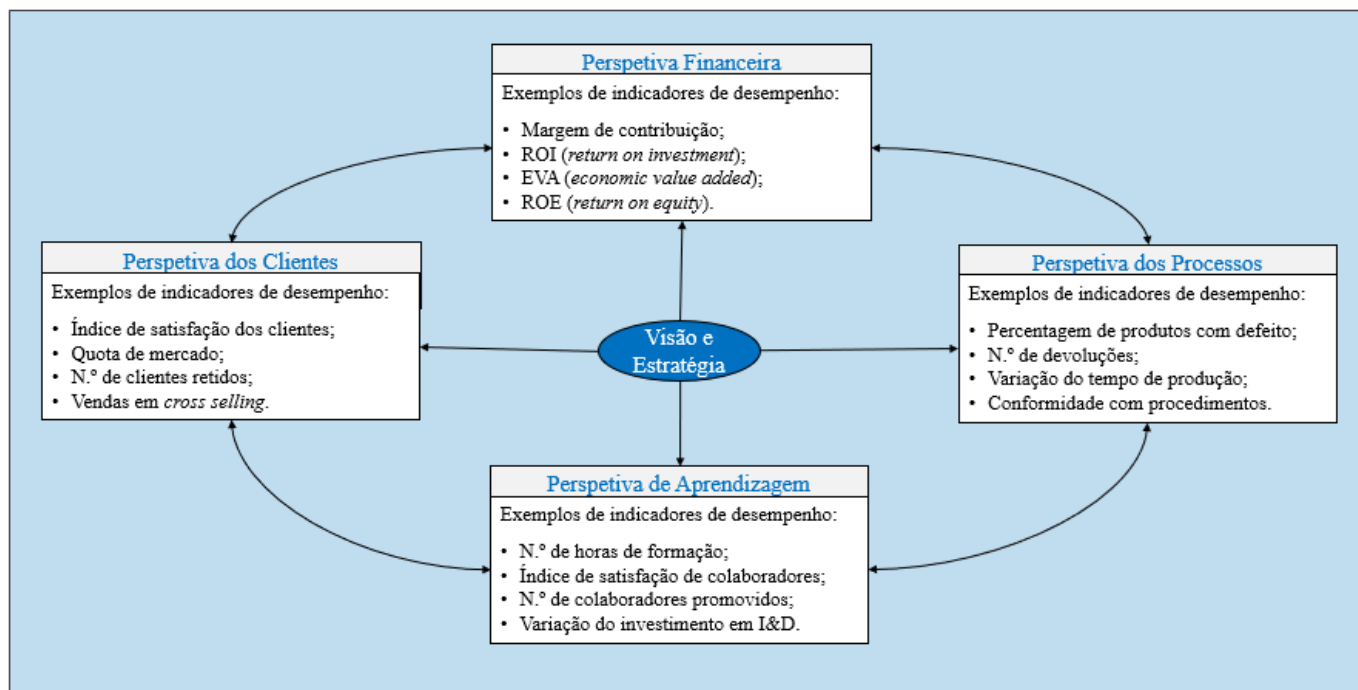 Perspetiva Financeira
Exemplos de indicadores de desempenho:
• Margem de contribuição;
• ROI (return on investment);
• EVA (economic value added);
• ROE (return on equity).
Perspetiva dos Clientes
Exemplos de indicadores de desempenho:
• Índice de satisfação dos clientes;
• Quota de mercado;
• N.º de clientes retidos;
• Vendas em cross selling.
Visão e
Estratégia
Perspetiva dos Processos
Exemplos de indicadores de desempenho:
• Percentagem de produtos com defeito;
• N.º de devoluções;
• Variação do tempo de produção;
• Conformidade com procedimentos.
Perspetiva de Aprendizagem
Exemplos de indicadores de desempenho:
• N.º de horas de formação;
• Índice de satisfação de colaboradores;
• N.º de colaboradores promovidos;
• Variação do investimento em I&D.